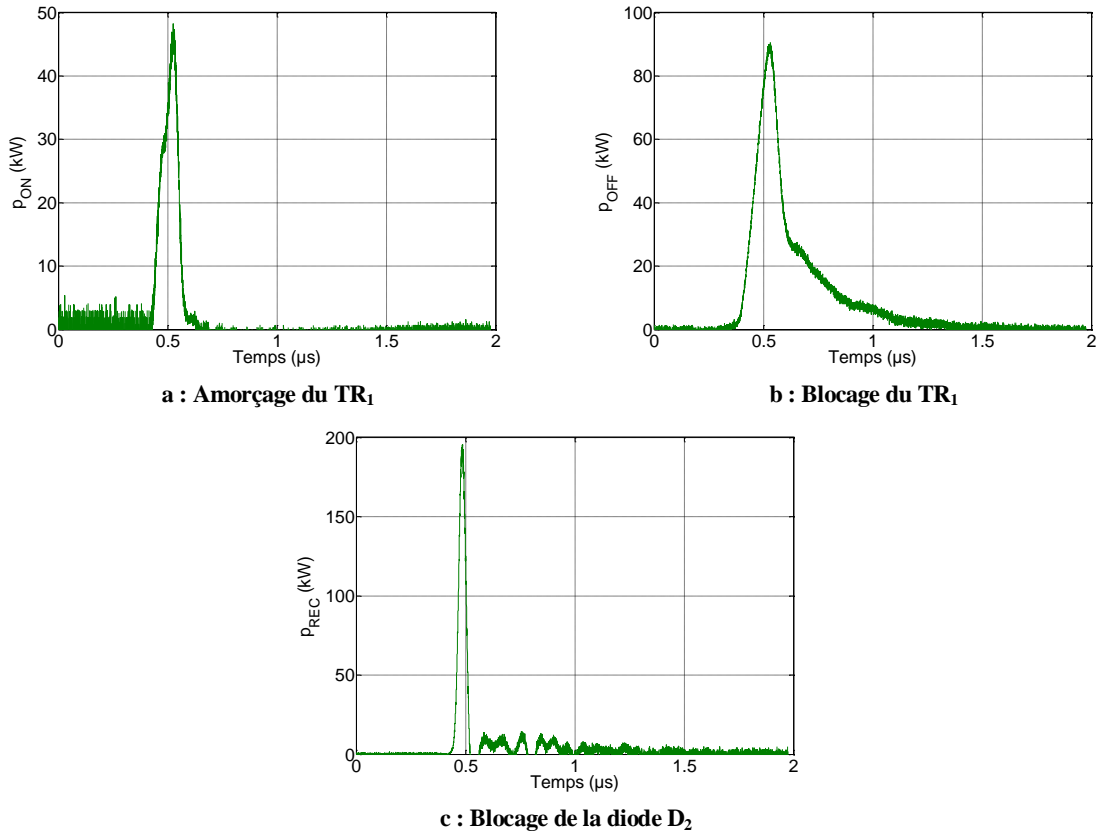 50
40
30
20
10
0
p_ON (kW)
0 0.5 1 1.5 2
Temps (µs)
a : Amorçage du TR₁
100
80
60
40
20
0
p_OFF (kW)
0 0.5 1 1.5 2
Temps (µs)
b : Blocage du TR₁
200
150
100
50
0
p_REC (kW)
0 0.5 1 1.5 2
Temps (µs)
c : Blocage de la diode D₂